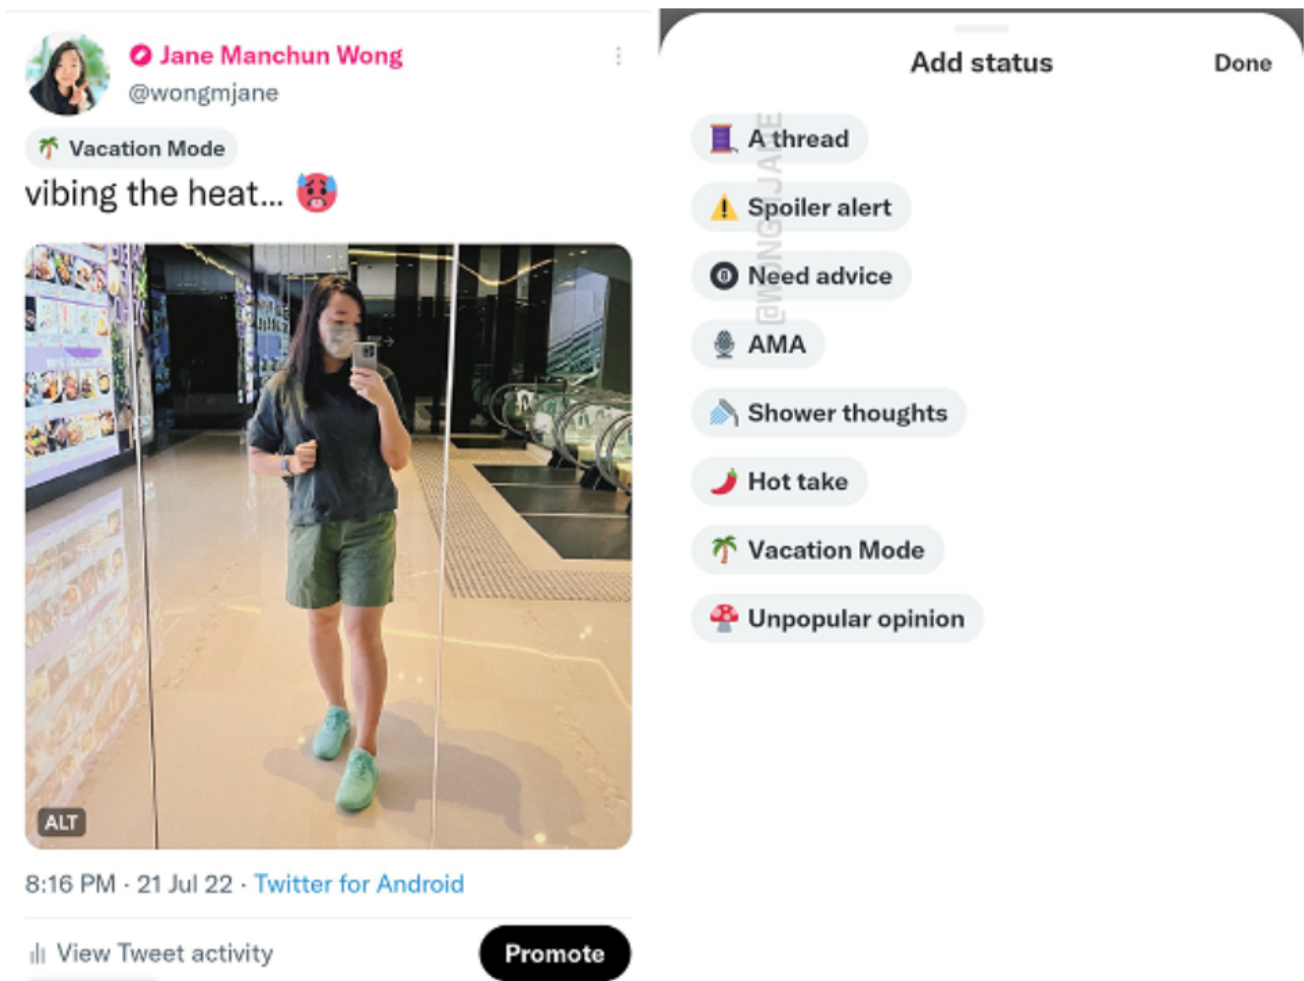 Jane Manchun Wong
@wongmjane
🌴 Vacation Mode
vibing the heat... 🥵
ALT
8:16 PM · 21 Jul 22 · Twitter for Android
View Tweet activity
Promote
Add status
Done
🧵 A thread
⚠️ Spoiler alert
🎱 Need advice
🎙️ AMA
🚿 Shower thoughts
🌶️ Hot take
🌴 Vacation Mode
🍄 Unpopular opinion
@WONGMJANE